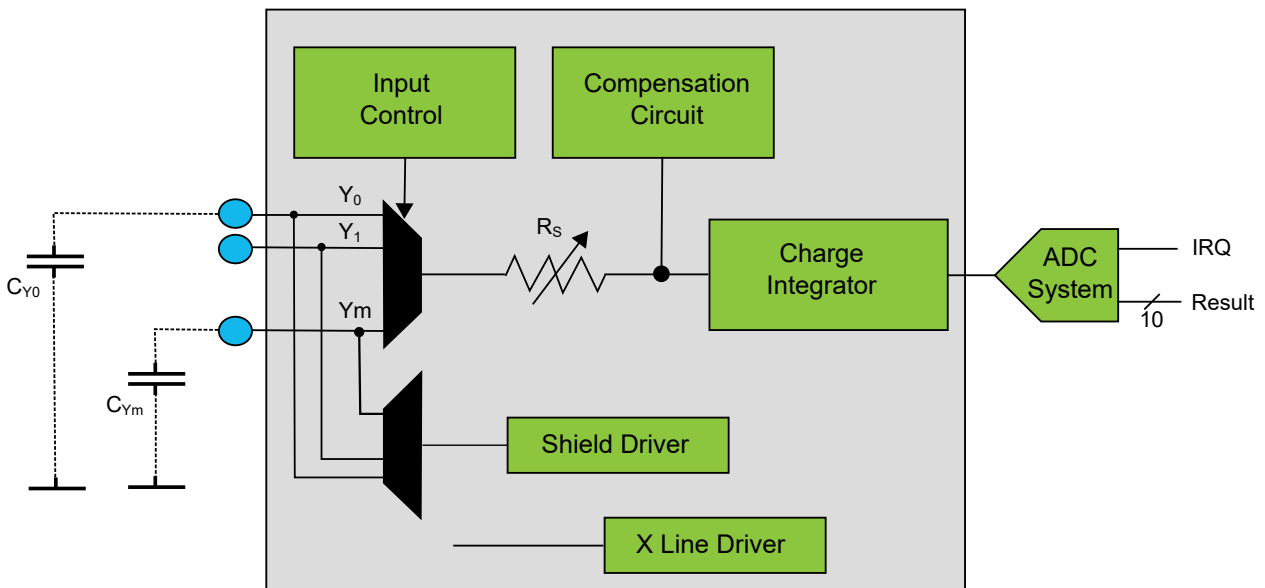 Input
Control
Compensation
Circuit
Y0
Y1
Ym
RS
Charge
Integrator
ADC
System
IRQ
Result
10
CY0
CYm
Shield Driver
X Line Driver